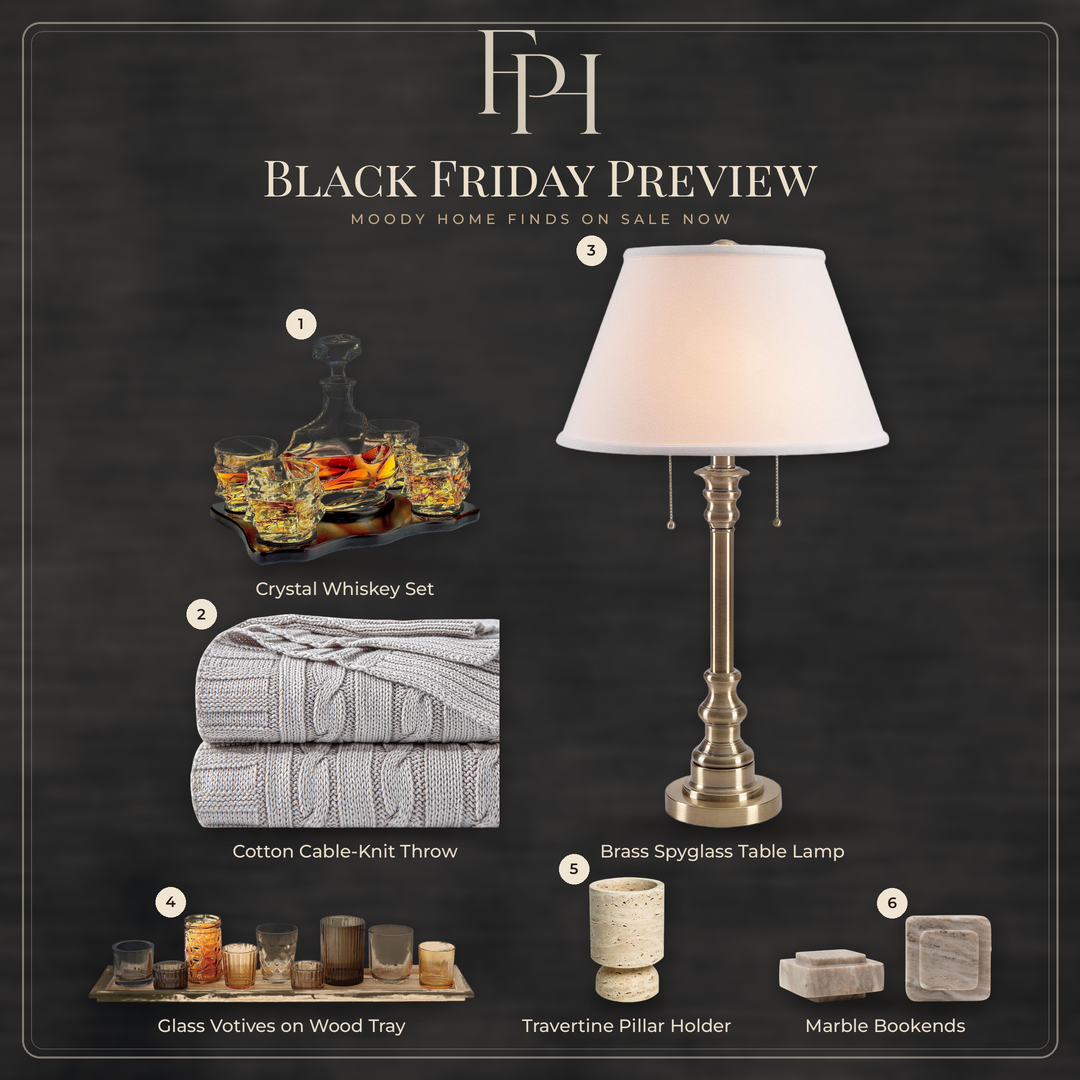 FPH
Black Friday Preview
MOODY HOME FINDS ON SALE NOW
3
1
Crystal Whiskey Set
2
Cotton Cable-Knit Throw
Brass Spyglass Table Lamp
5
4
6
Glass Votives on Wood Tray
Travertine Pillar Holder
Marble Bookends